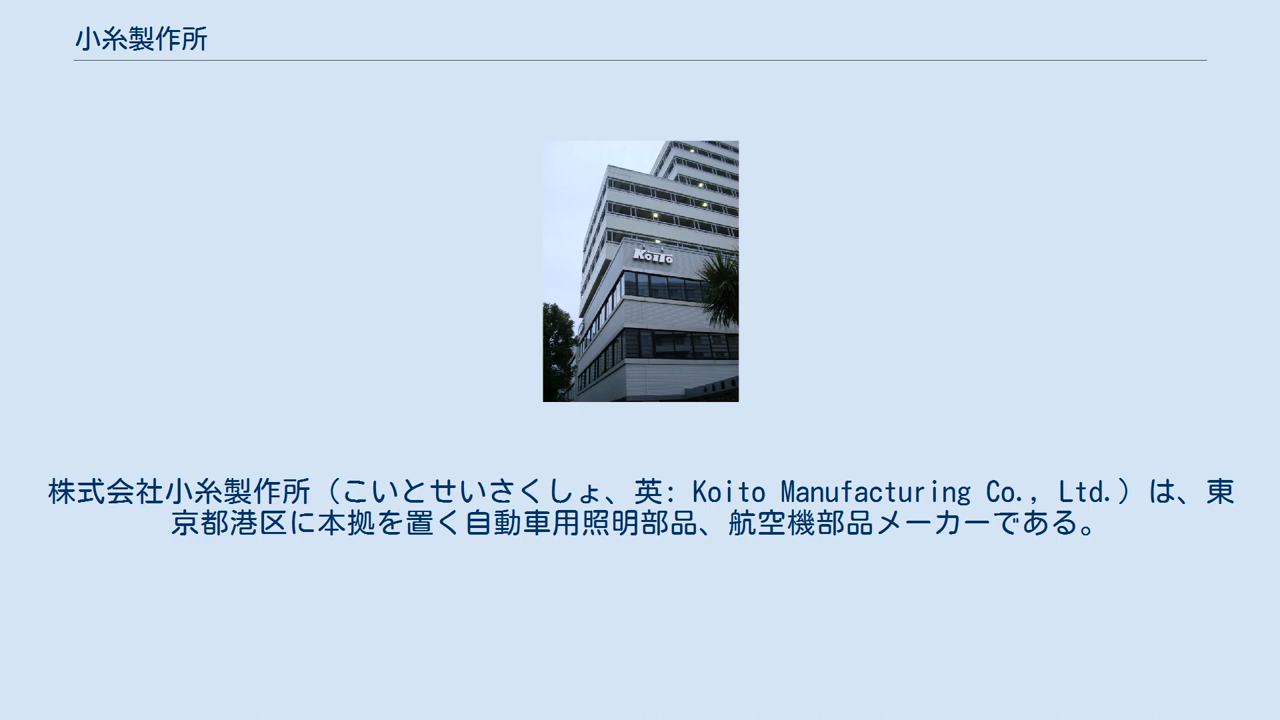 小糸製作所
Koito
株式会社小糸製作所（こいとせいさくしょ、英: Koito Manufacturing Co., Ltd.）は、東
京都港区に本拠を置く自動車用照明部品、航空機部品メーカーである。